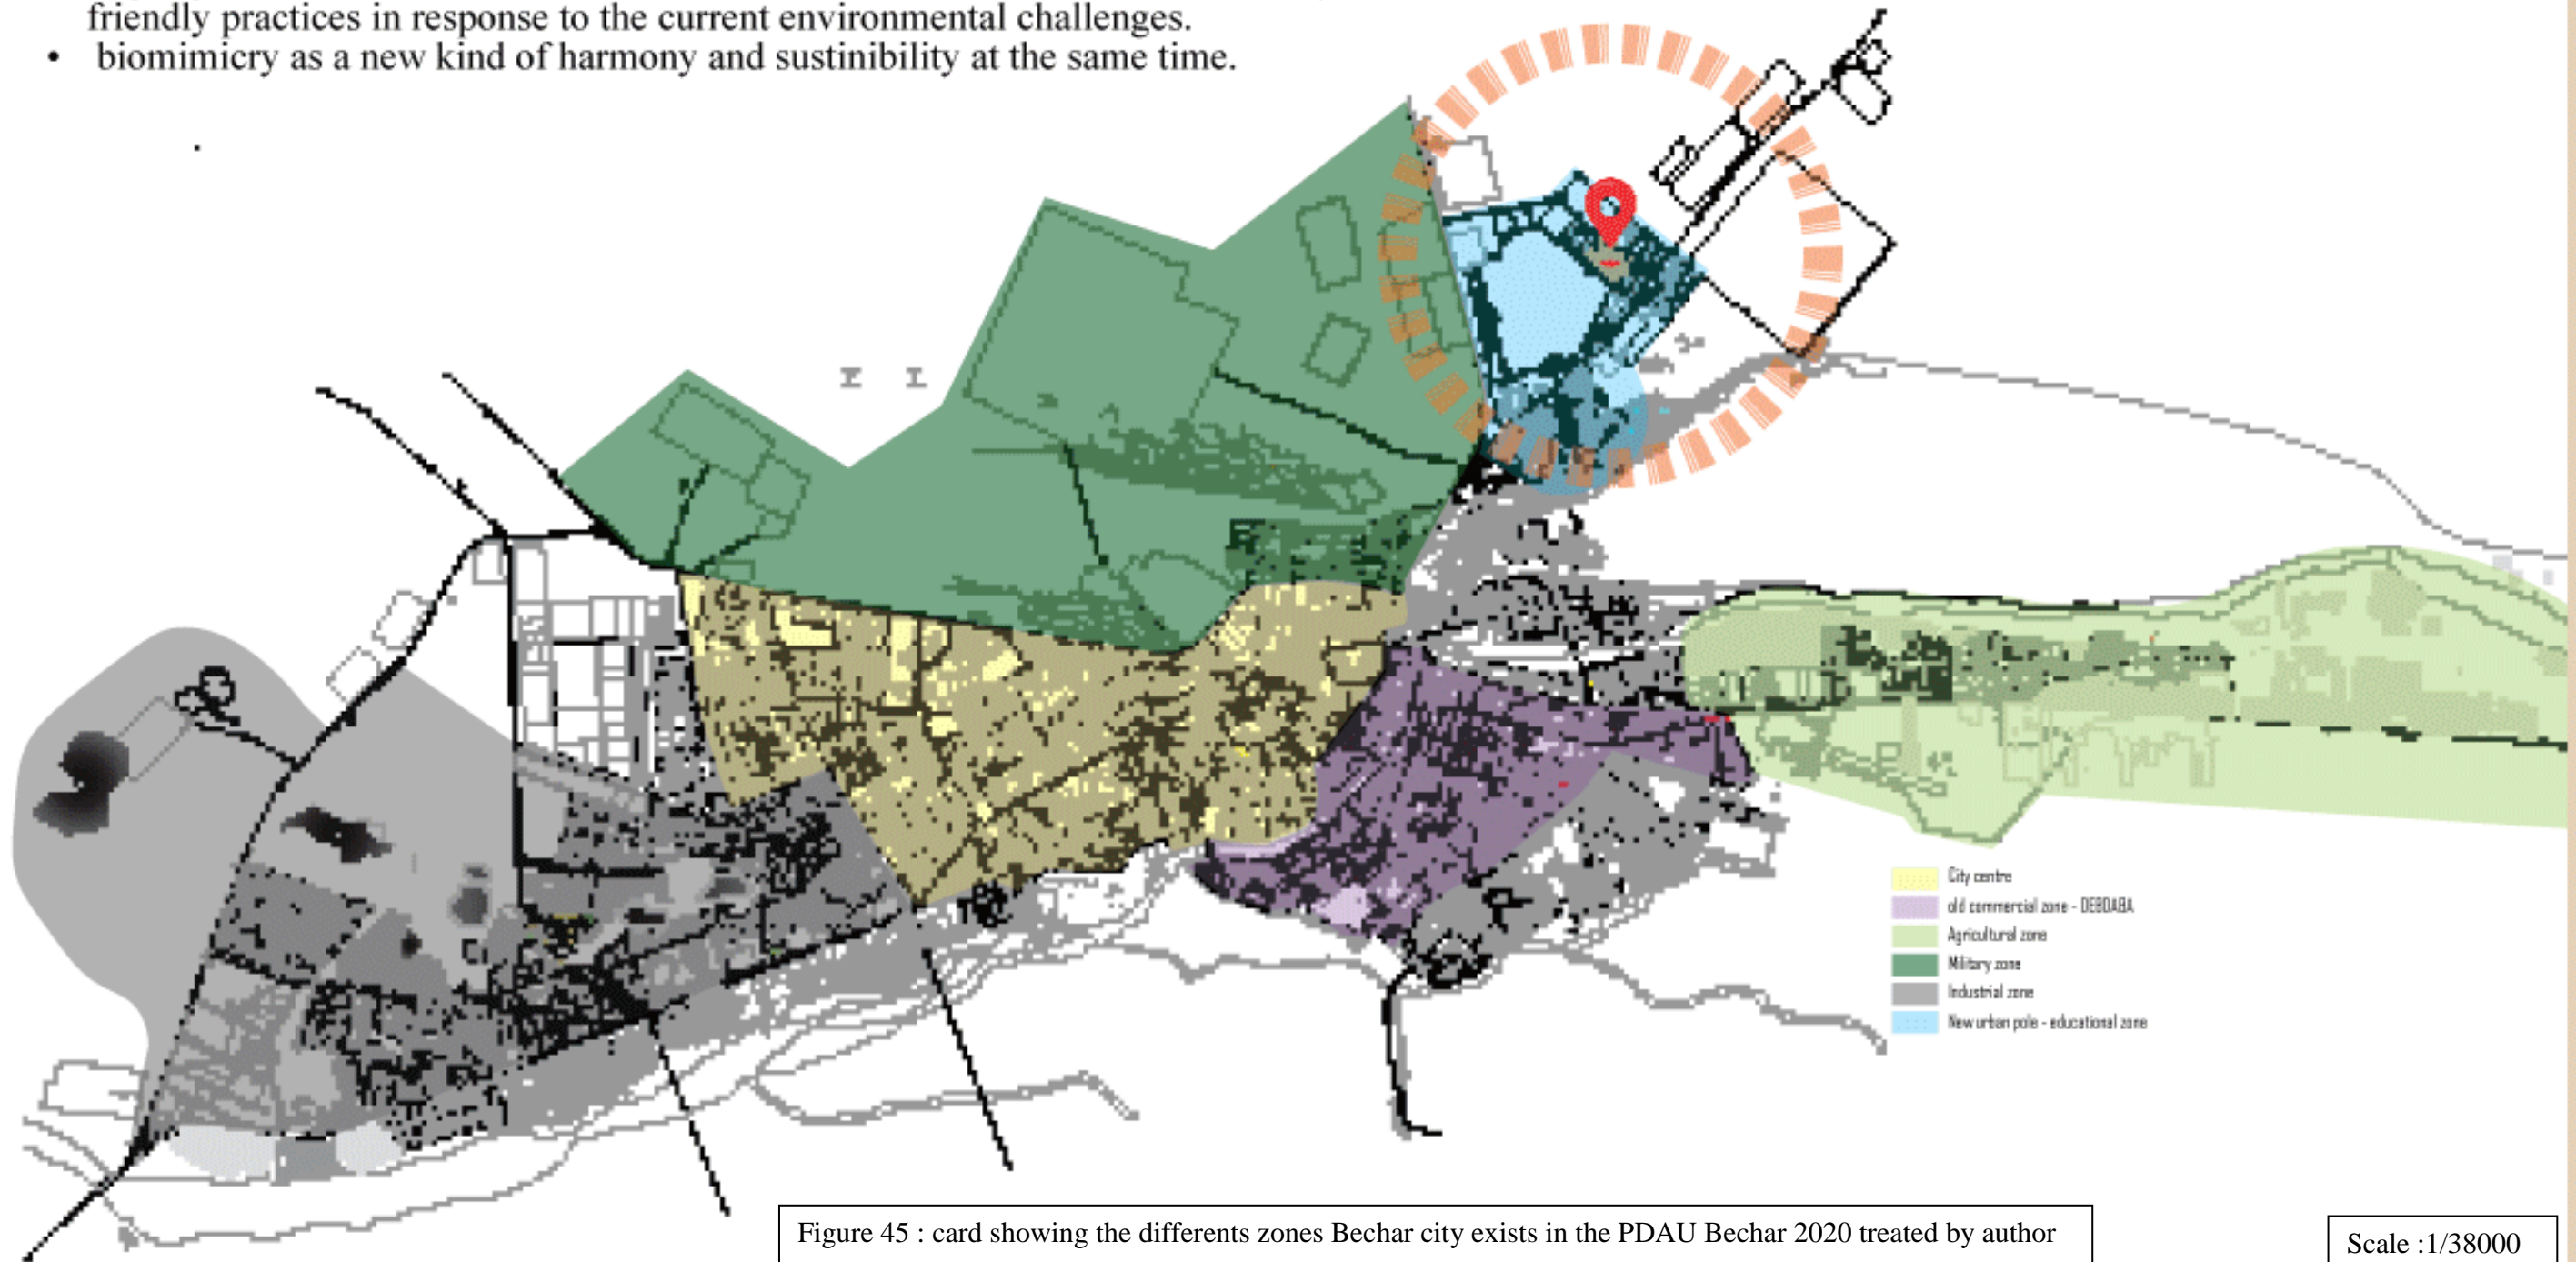 friendly practices in response to the current environmental challenges.
• biomimicry as a new kind of harmony and sustinibility at the same time.
.
City centre
old commercial zone - DEBDABA
Agricultural zone
Military zone
Industrial zone
New urban pole - educational zone
Figure 45 : card showing the differents zones Bechar city exists in the PDAU Bechar 2020 treated by author
Scale :1/38000